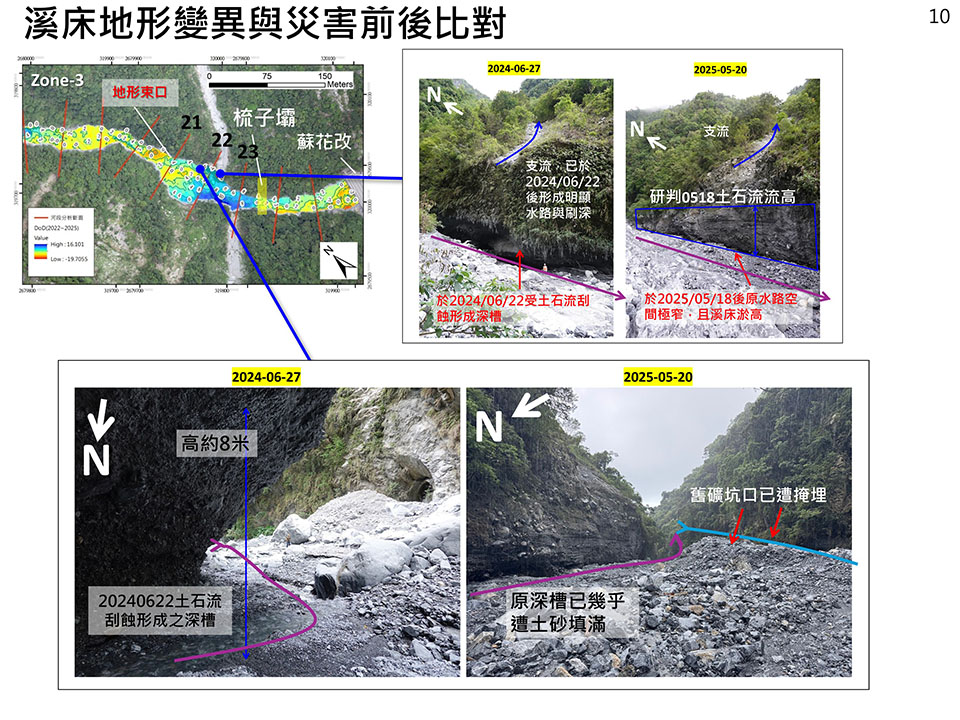 溪床地形變異與災害前後比對
10
Zone-3
0 75 150
Meters
地形束口
21
22
23
梳子壩
蘇花改
河段分析斷面
DoD(2022~2025)
Value
High : 16.101
Low : -19.7055
N
2024-06-27
N
支流，已於
2024/06/22
後形成明顯
水路與刷深
於2024/06/22受土石流刮
蝕形成深槽
2025-05-20
N
支流
研判0518土石流流高
於2025/05/18後原水路空
間極窄，且溪床淤高
2024-06-27
N
高約8米
20240622土石流
刮蝕形成之深槽
2025-05-20
N
舊礦坑口已遭掩埋
原深槽已幾乎
遭土砂填滿